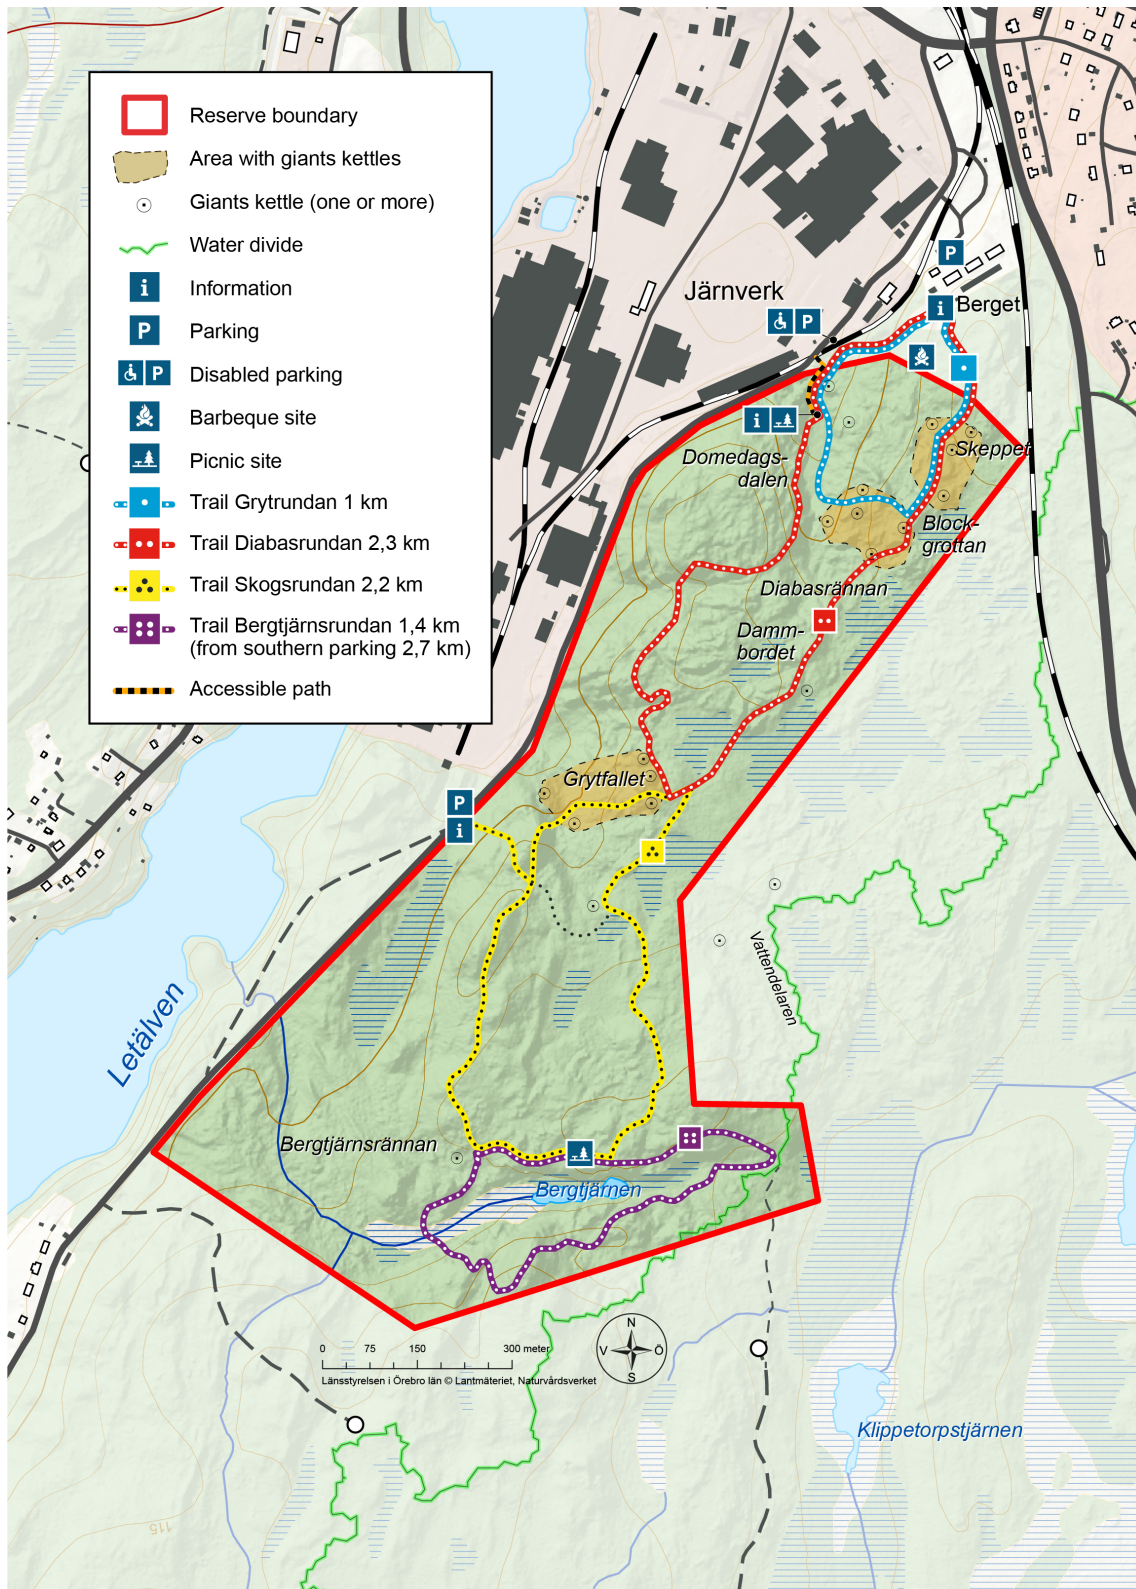 Reserve boundary
Area with giants kettles
Giants kettle (one or more)
Water divide
i Information
P Parking
P Disabled parking
Barbeque site
Picnic site
Trail Grytrundan 1 km
Trail Diabasrundan 2,3 km
Trail Skogsrundan 2,2 km
Trail Bergtjärnsrundan 1,4 km
(from southern parking 2,7 km)
Accessible path
P
Järnverk
i Berget
P
i
Domedags-
dalen
Skeppet
Block-
grottan
Diabasrännan
Damm-
bordet
Grytfallet
P
i
Vattendelaren
Letälven
Bergtjärnsrännan
Bergtjärnen
N
V Ö
S
0 75 150 300 meter
Länsstyrelsen i Örebro län © Lantmäteriet, Naturvårdsverket
Klippetorpstjärnen
115